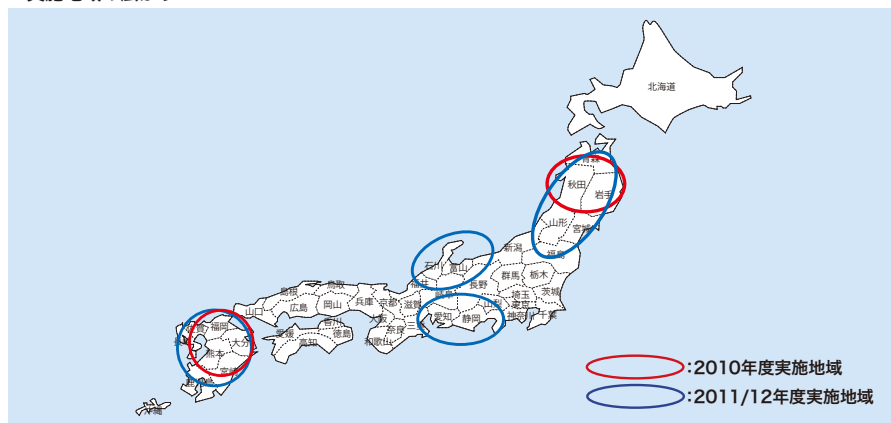 北海道
青森
秋田
岩手
山形
宮城
新潟
福島
石川
富山
群馬
栃木
福井
長野
茨城
岐阜
埼玉
山梨
東京
千葉
神奈川
愛知
静岡
鳥取
島根
兵庫
京都
滋賀
岡山
広島
山口
大阪
奈良
三重
和歌山
香川
徳島
愛媛
高知
福岡
佐賀
大分
熊本
宮崎
鹿児島
沖縄
:2010年度実施地域
:2011/12年度実施地域